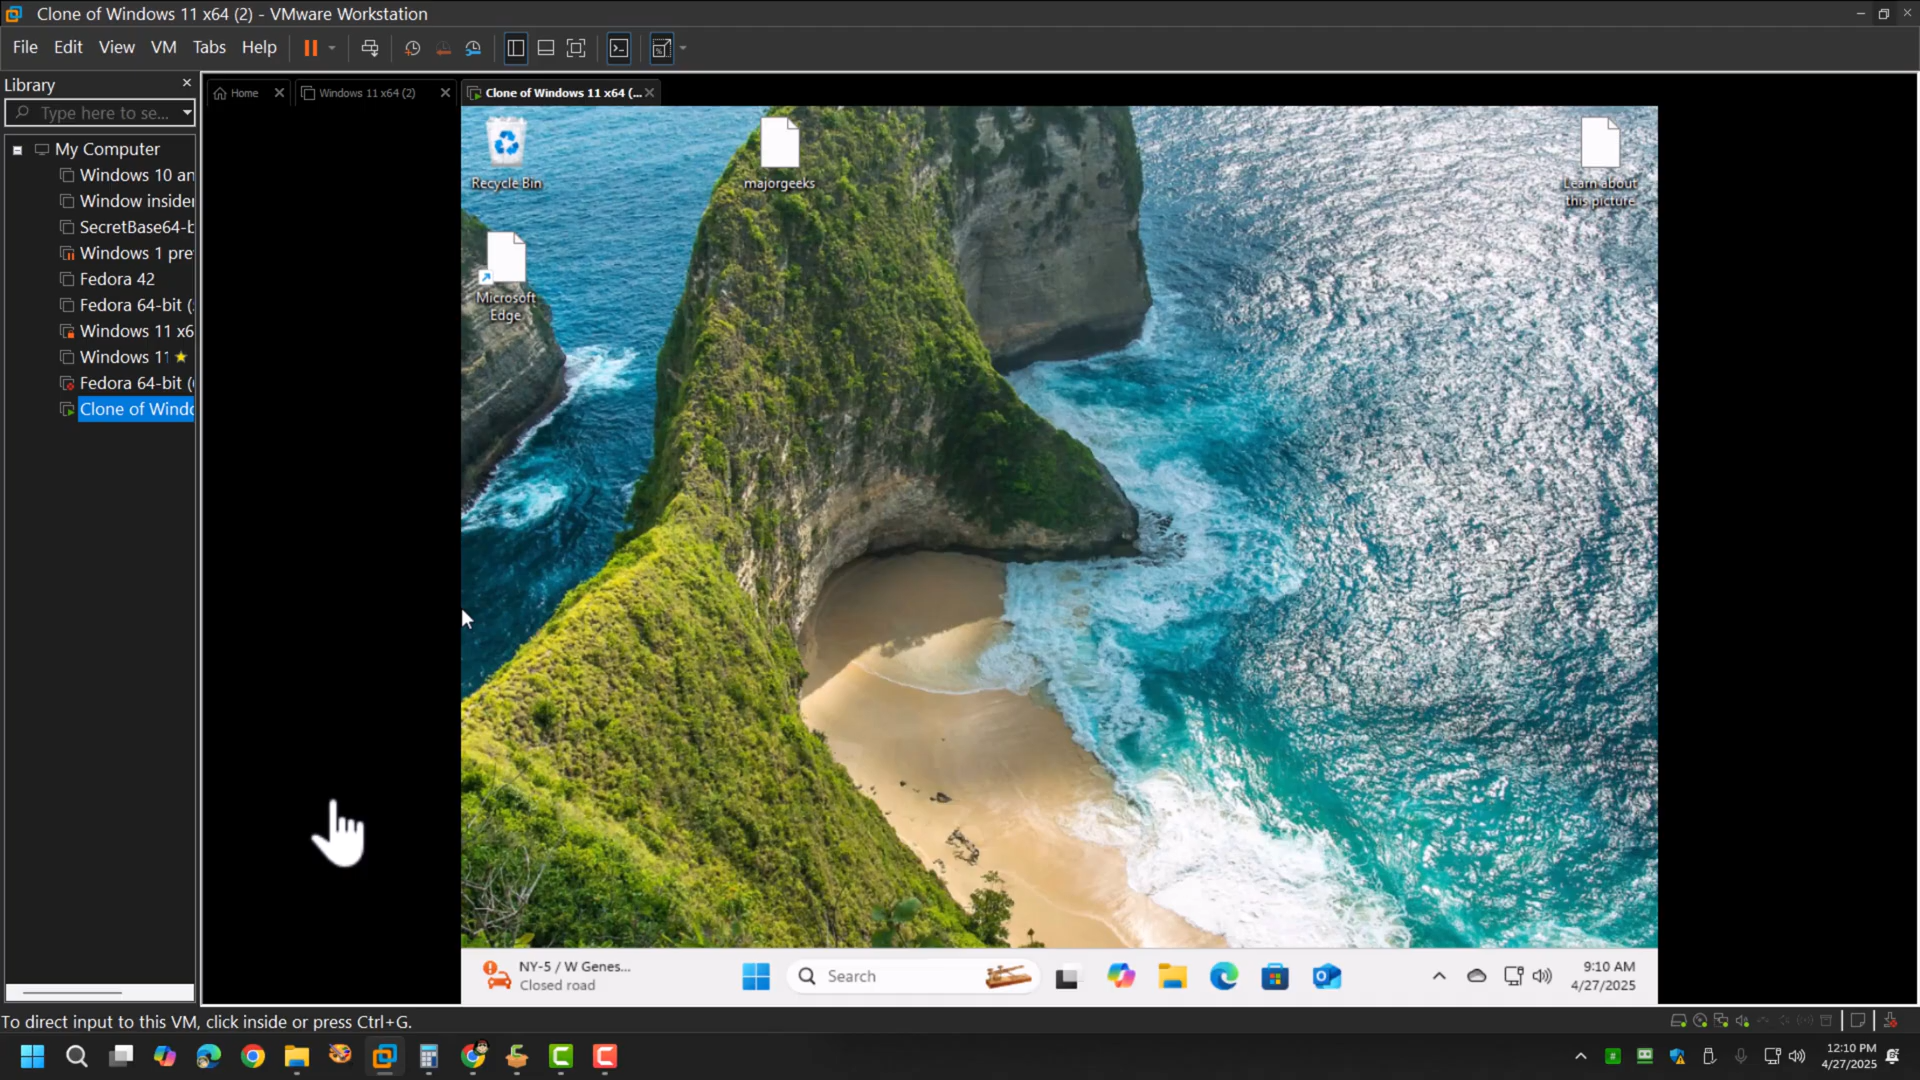 Clone of Windows 11 x64 (2) - VMware Workstation
File Edit View VM Tabs Help
Library
Type here to se...
My Computer
Windows 10 an
Window insider
SecretBase64-b
Windows 1 pre
Fedora 42
Fedora 64-bit (
Windows 11 x6
Windows 11
Fedora 64-bit (
Clone of Windo
Home
Windows 11 x64 (2)
Clone of Windows 11 x64 (...
Recycle Bin
majorgeeks
Learn about
this picture
Microsoft
Edge
NY-5 / W Genes...
Closed road
Search
9:10 AM
4/27/2025
To direct input to this VM, click inside or press Ctrl+G.
12:10 PM
4/27/2025